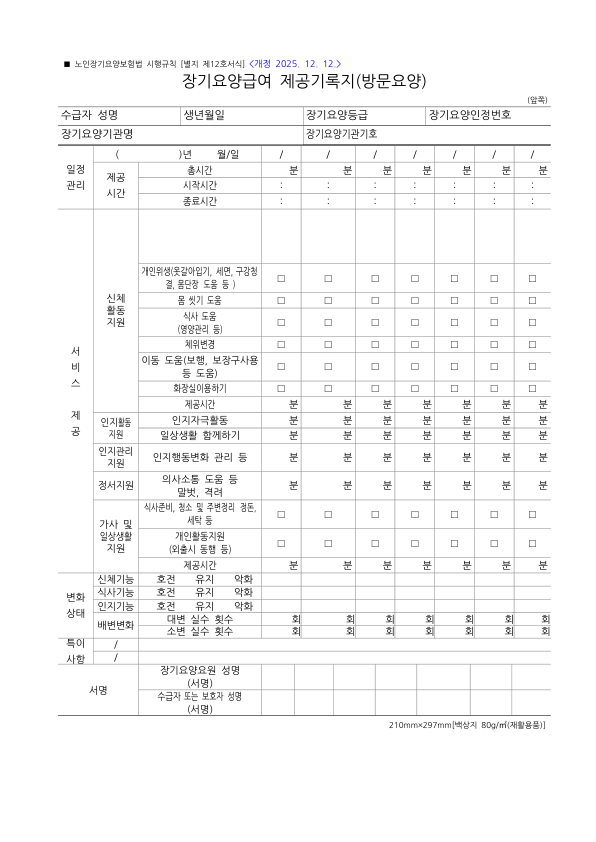 ■ 노인장기요양보험법 시행규칙 [별지 제12호서식] <개정 2025. 12. 12.>
장기요양급여 제공기록지(방문요양)
(앞쪽)
수급자 성명 생년월일 장기요양등급 장기요양인정번호
장기요양기관명 장기요양기관기호
일정 관리
( )년 월/일 / / / / / / /
제공 시간
총시간 분 분 분 분 분 분 분
시작시간 : : : : : : :
종료시간 : : : : : : :
서 비 스 제 공
신체 활동 지원
개인위생(옷갈아입기, 세면, 구강청
결, 몸단장 도움 등 ) □ □ □ □ □ □ □
몸 씻기 도움 □ □ □ □ □ □ □
식사 도움
(영양관리 등) □ □ □ □ □ □ □
체위변경 □ □ □ □ □ □ □
이동 도움(보행, 보장구사용
등 도움) □ □ □ □ □ □ □
화장실이용하기 □ □ □ □ □ □ □
제공시간 분 분 분 분 분 분 분
인지활동
지원
인지자극활동 분 분 분 분 분 분 분
일상생활 함께하기 분 분 분 분 분 분 분
인지관리
지원
인지행동변화 관리 등 분 분 분 분 분 분 분
정서지원
의사소통 도움 등
말벗, 격려 분 분 분 분 분 분 분
가사 및
일상생활
지원
식사준비, 청소 및 주변정리 정돈,
세탁 등 □ □ □ □ □ □ □
개인활동지원
(외출시 동행 등) □ □ □ □ □ □ □
제공시간 분 분 분 분 분 분 분
변화
상태
신체기능 호전 유지 악화
식사기능 호전 유지 악화
인지기능 호전 유지 악화
배변변화
대변 실수 횟수 회 회 회 회 회 회 회
소변 실수 횟수 회 회 회 회 회 회 회
특이
사항
/
/
서명
장기요양요원 성명
(서명)
수급자 또는 보호자 성명
(서명)
210mm×297mm[백상지 80g/㎡(재활용품)]